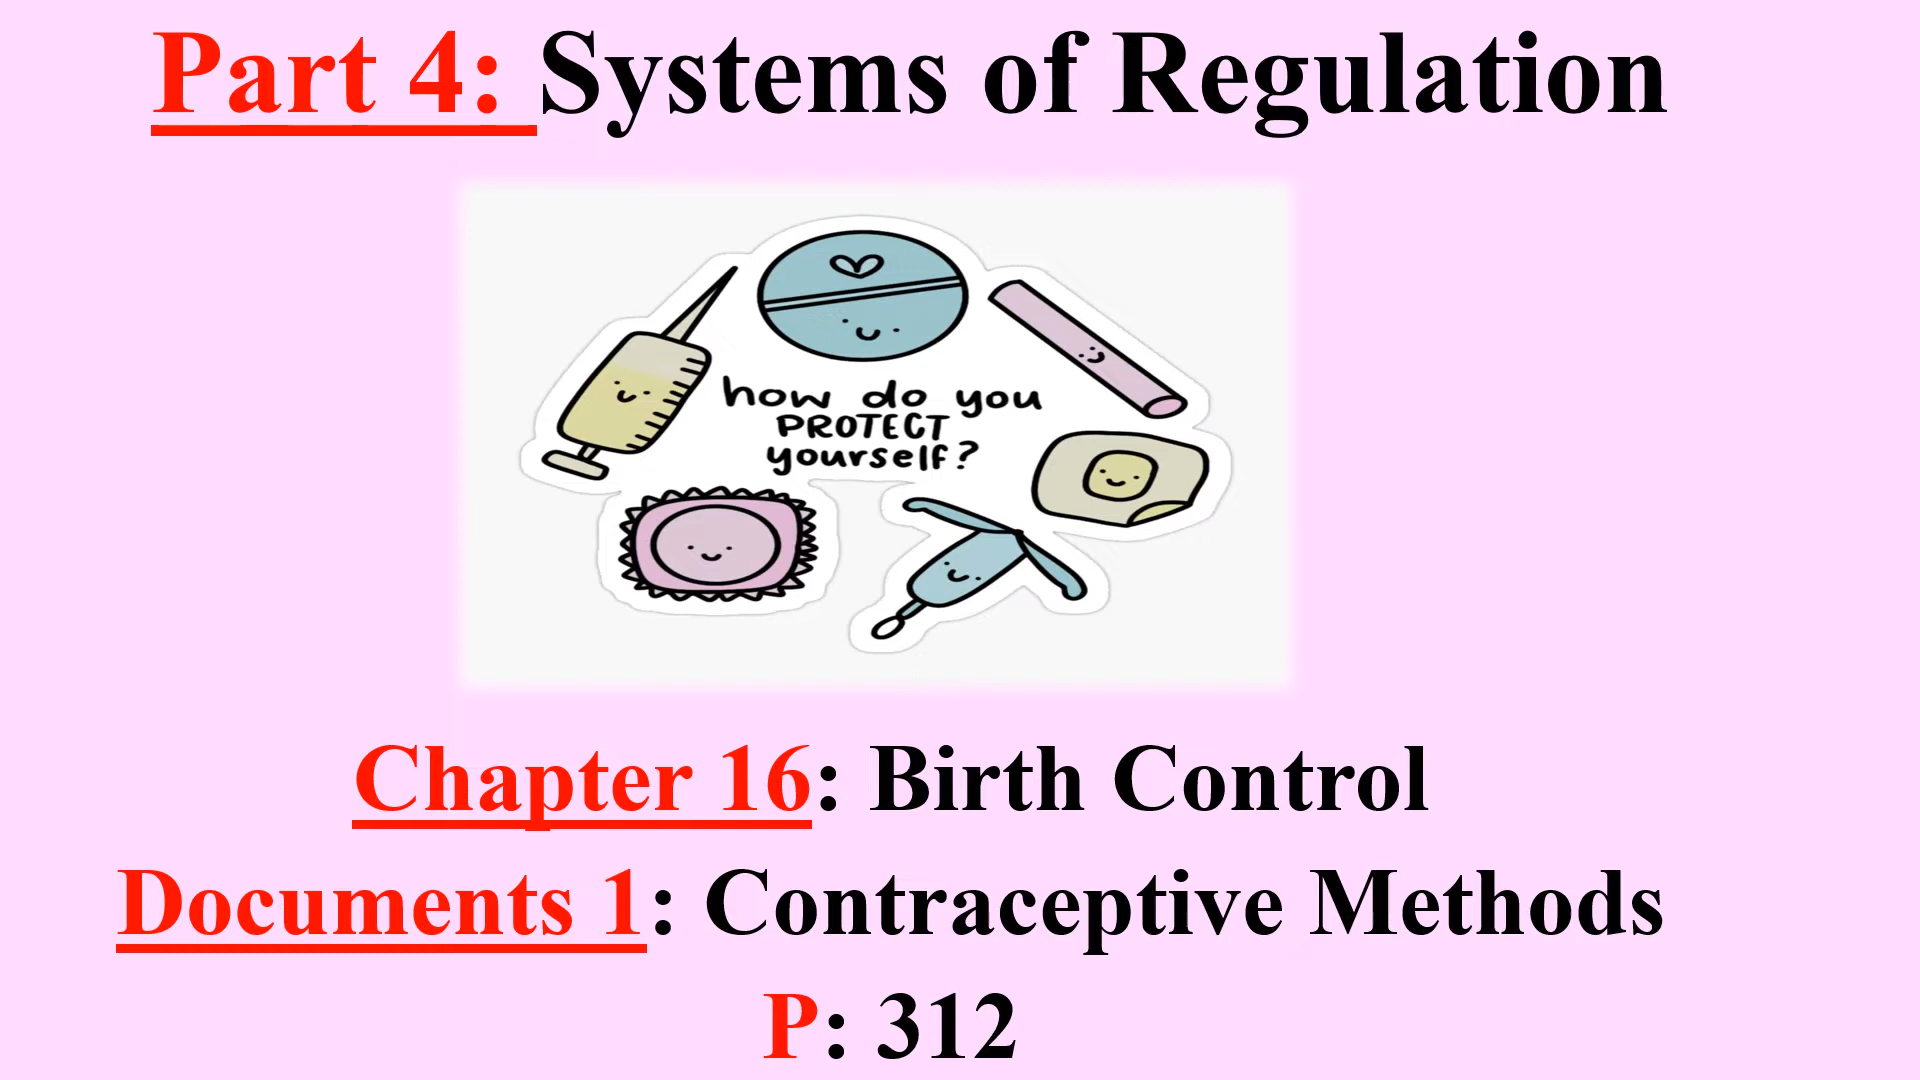 Part 4: Systems of Regulation
how do you
PROTECT
yourself?
Chapter 16: Birth Control
Documents 1: Contraceptive Methods
P: 312